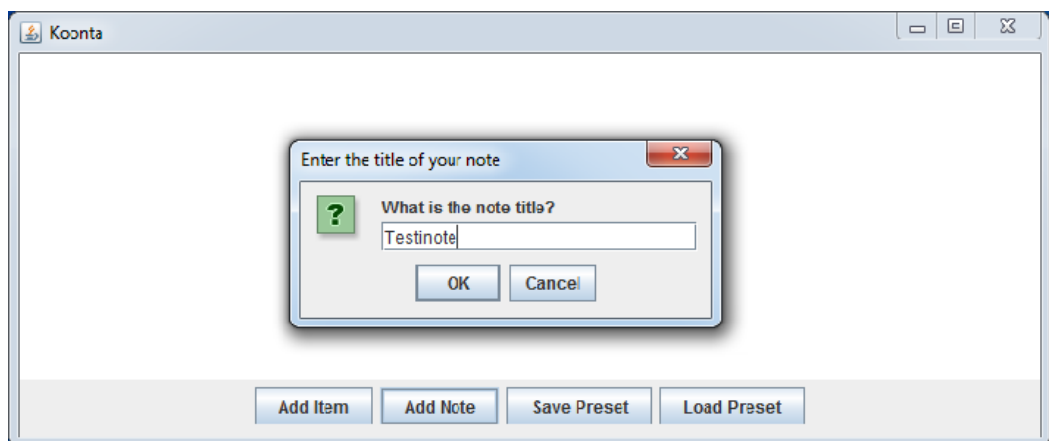 Koonta
Enter the title of your note
?
What is the note title?
Testinote
OK Cancel
Add Item Add Note Save Preset Load Preset